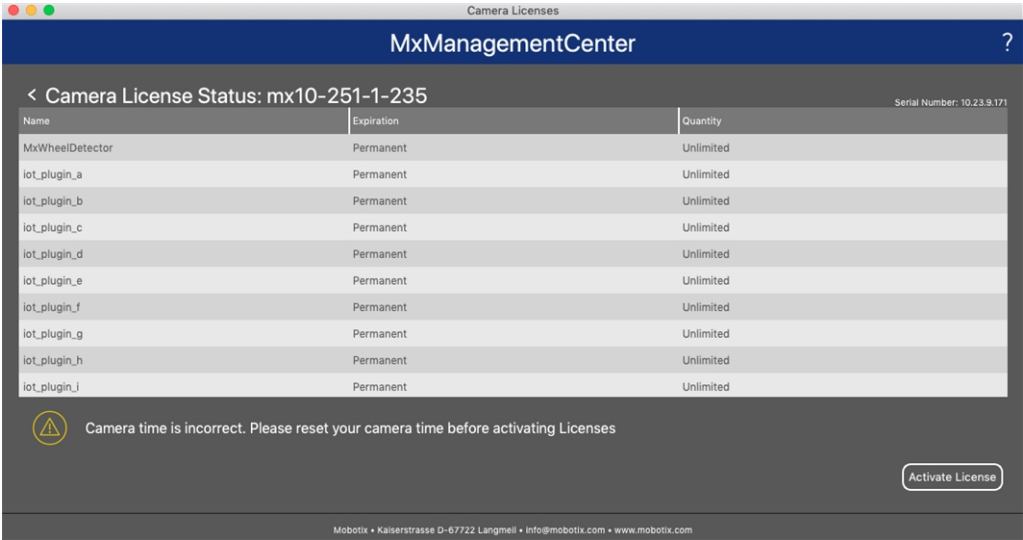 Camera Licenses
MxManagementCenter
?
< Camera License Status: mx10-251-1-235
Serial Number: 10.23.9.171
Name Expiration Quantity
MxWheelDetector Permanent Unlimited
iot_plugin_a Permanent Unlimited
iot_plugin_b Permanent Unlimited
iot_plugin_c Permanent Unlimited
iot_plugin_d Permanent Unlimited
iot_plugin_e Permanent Unlimited
iot_plugin_f Permanent Unlimited
iot_plugin_g Permanent Unlimited
iot_plugin_h Permanent Unlimited
iot_plugin_i Permanent Unlimited
Camera time is incorrect. Please reset your camera time before activating Licenses
Activate License
Mobotix • Kaiserstrasse D-67722 Langmeil • info@mobotix.com • www.mobotix.com